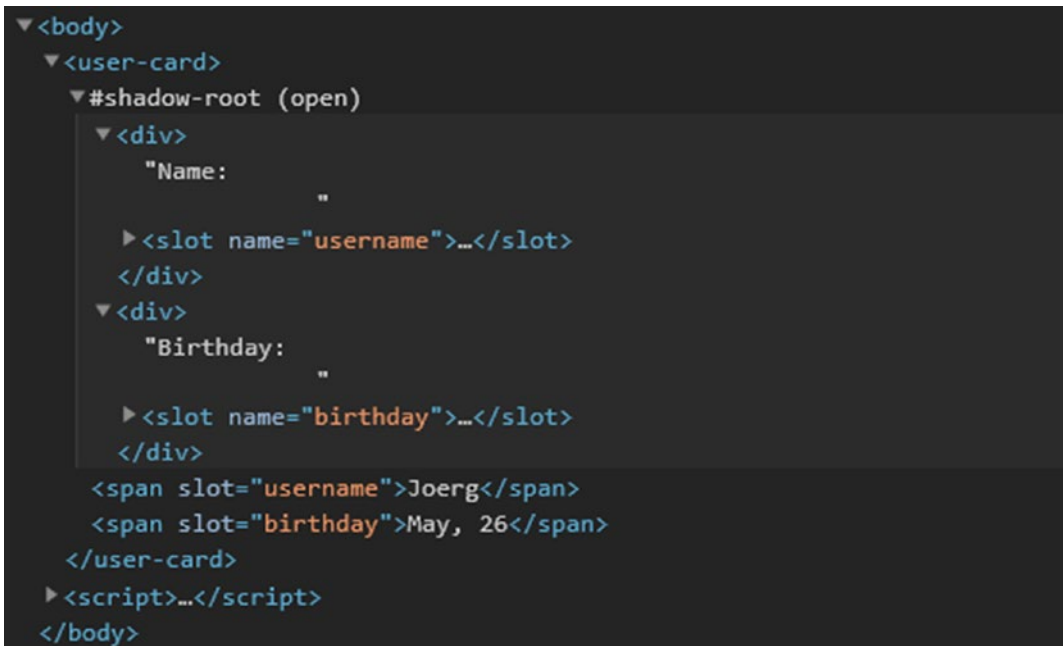 ▼<body>
▼<user-card>
▼#shadow-root (open)
▼<div>
"Name:
"
▶<slot name="username">…</slot>
</div>
▼<div>
"Birthday:
"
▶<slot name="birthday">…</slot>
</div>
<span slot="username">Joerg</span>
<span slot="birthday">May, 26</span>
</user-card>
▶<script>…</script>
</body>